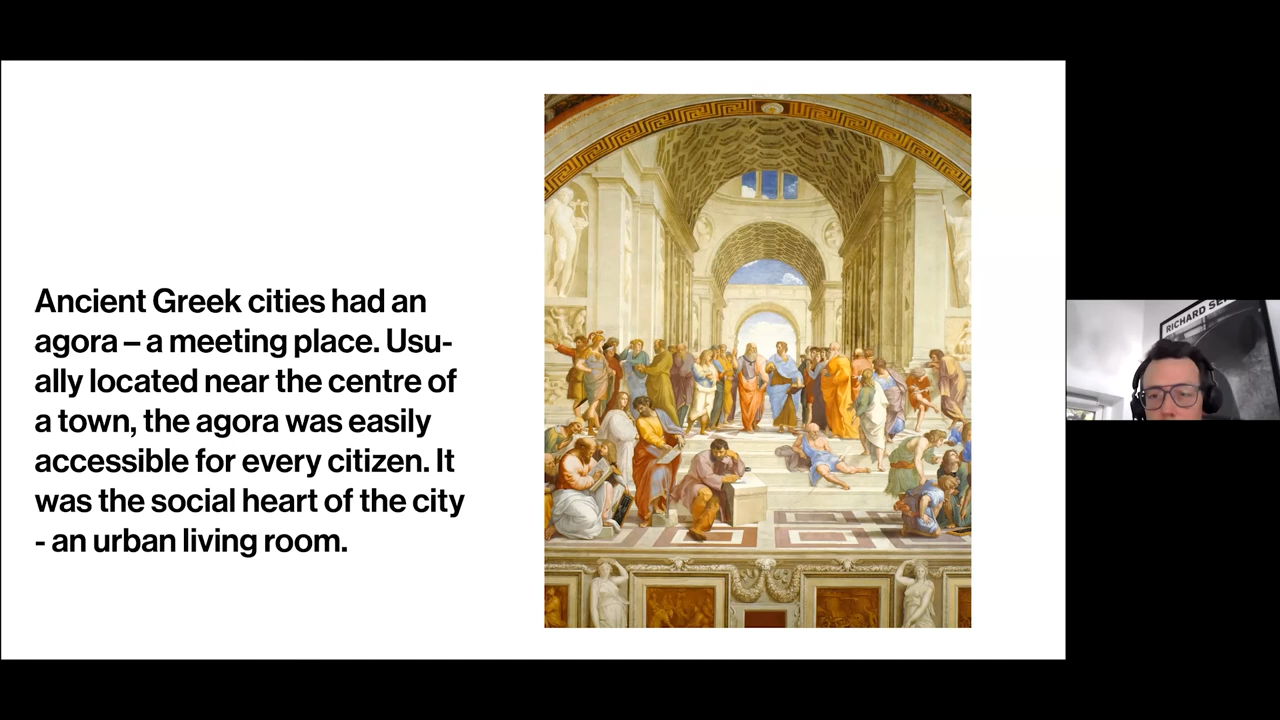 Ancient Greek cities had an
agora – a meeting place. Usu-
ally located near the centre of
a town, the agora was easily
accessible for every citizen. It
was the social heart of the city
- an urban living room.
RICHARD SE